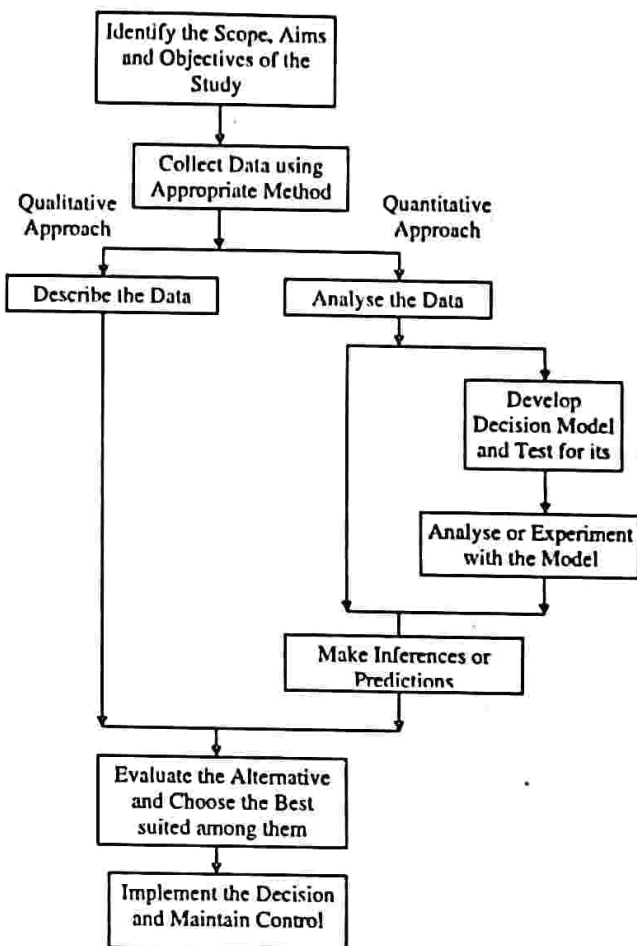 Identify the Scope, Aims
and Objectives of the
Study
Collect Data using
Appropriate Method
Qualitative
Approach
Quantitative
Approach
Describe the Data
Analyse the Data
Develop
Decision Model
and Test for its
Analyse or Experiment
with the Model
Make Inferences or
Predictions
Evaluate the Alternative
and Choose the Best
suited among them
Implement the Decision
and Maintain Control